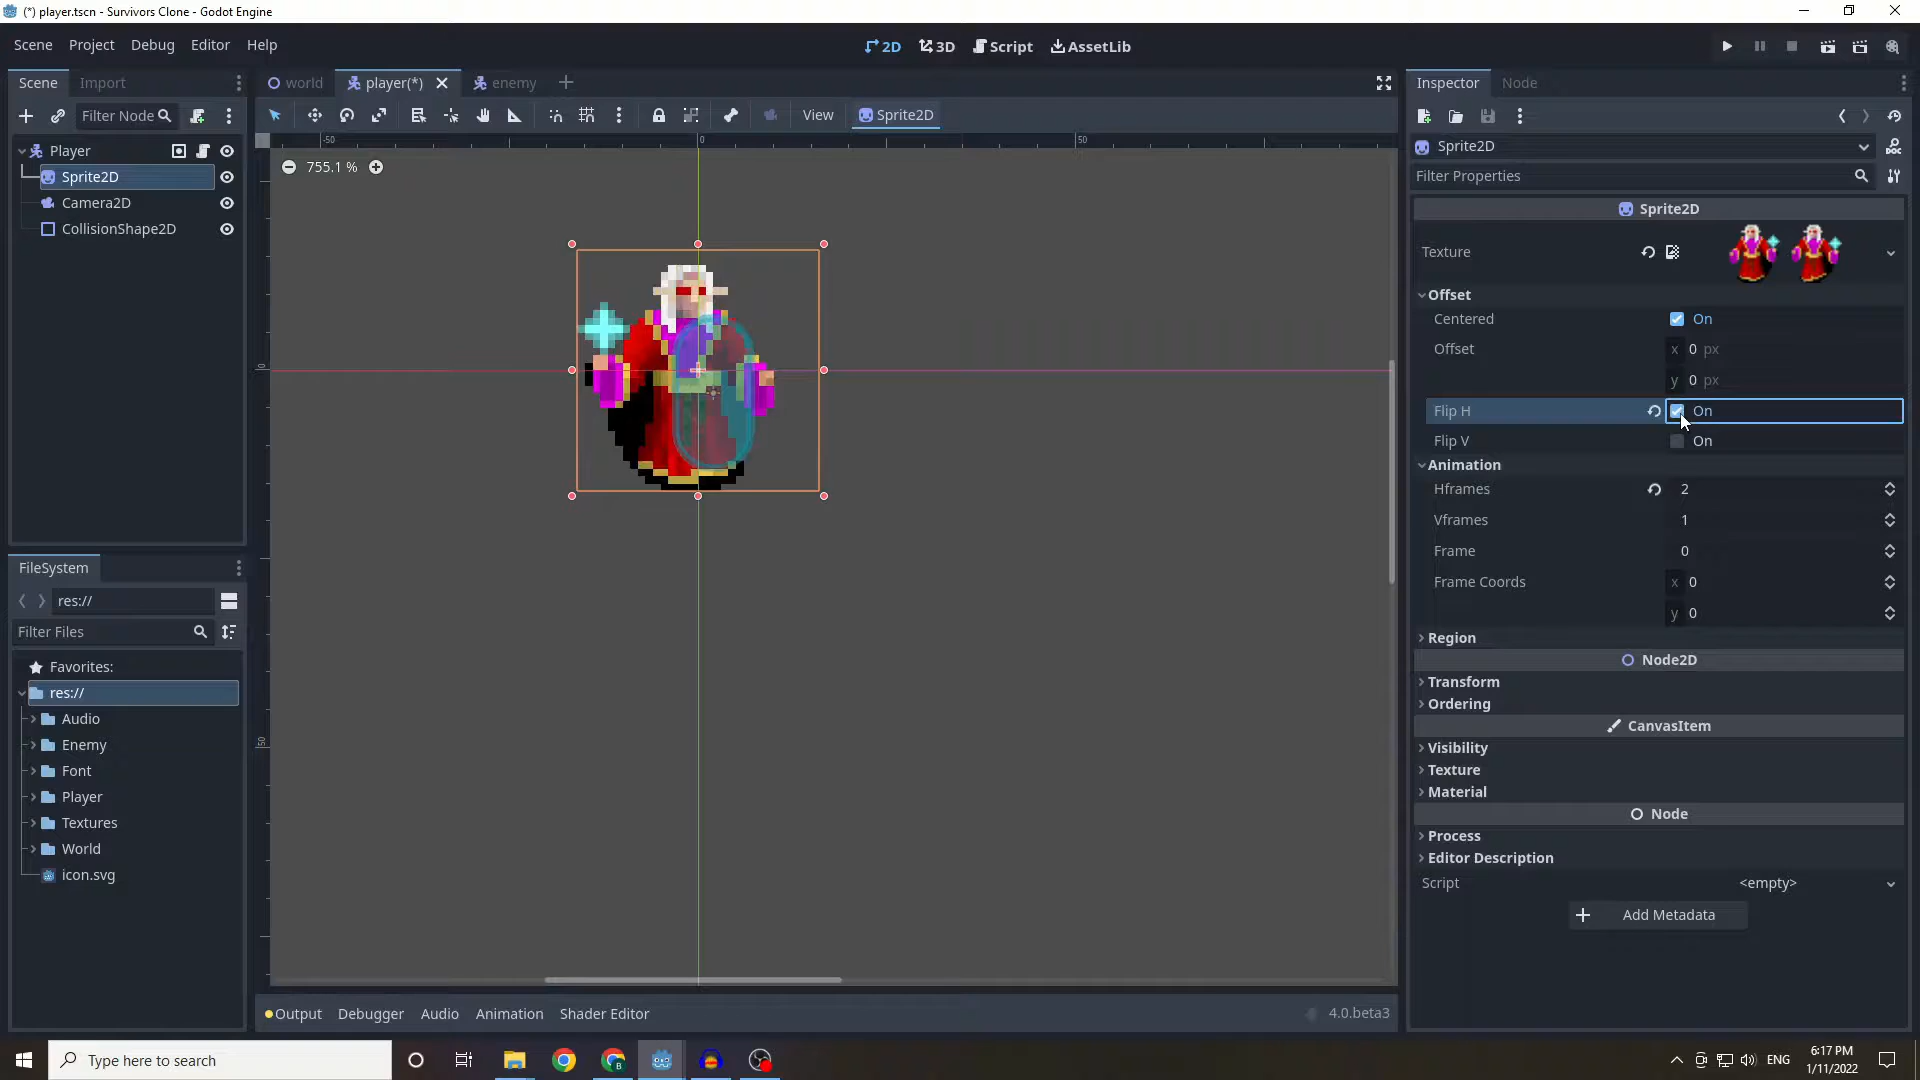 (*) player.tscn - Survivors Clone - Godot Engine
Scene Project Debug Editor Help
2D 3D Script AssetLib
Scene Import
world player(*) enemy
Inspector Node
Filter Node
View Sprite2D
Sprite2D
Filter Properties
Player
Sprite2D
Camera2D
CollisionShape2D
-50 0 50
755.1 %
0
50
Sprite2D
Texture
Offset
Centered On
Offset x 0 px
y 0 px
Flip H On
Flip V On
Animation
Hframes 2
Vframes 1
Frame 0
Frame Coords x 0
y 0
Region
Node2D
Transform
Ordering
CanvasItem
Visibility
Texture
Material
Node
Process
Editor Description
Script <empty>
Add Metadata
FileSystem
res://
Filter Files
Favorites:
res://
Audio
Enemy
Font
Player
Textures
World
icon.svg
Output Debugger Audio Animation Shader Editor 4.0.beta3
Type here to search
ENG
6:17 PM
1/11/2022